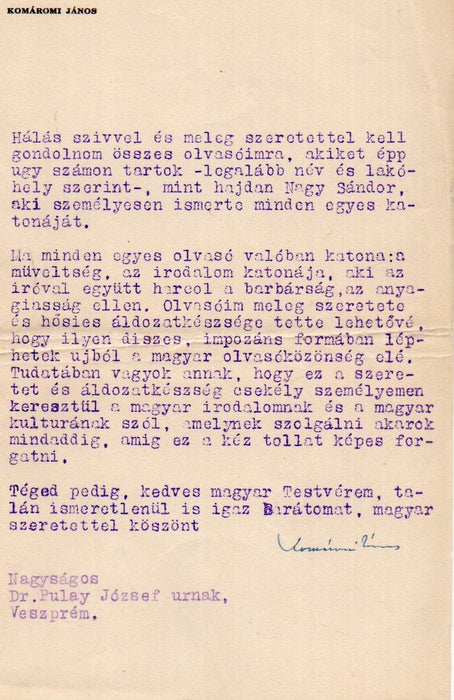 KOMÁROMI JÁNOS
Hálás szivvel és meleg szeretettel kell
gondolnom összes olvasóimra, akiket épp
ugy számon tartok -legalább név és lakó-
hely szerint-, mint hajdan Nagy Sándor,
aki személyesen ismerte minden egyes ka-
tonáját.
Ma minden egyes olvasó valóban katona:a
müveltség, az irodalom katonája, aki az
iróval együtt harcol a barbárság,az anya-
giasság ellen. Olvasóim meleg szeretete
és hősies áldozatkészsége tette lehetővé,
hogy ilyen diszes, impozáns formában lép-
hetek ujból a magyar olvasóközönség elé.
Tudatában vagyok annak, hogy ez a szere-
tet és áldozatkészség csekély személyemen
keresztül a magyar irodalomnak és a magyar
kulturának szól, amelynek szolgálni akarok
mindaddig, amig ez a kéz tollat képes for-
gatni.
Téged pedig, kedves magyar Testvérem, ta-
lán ismeretlenül is igaz Barátomat, magyar
szeretettel köszönt
Komáromi János
Nagyságos
Dr.Pulay József urnak,
Veszprém.